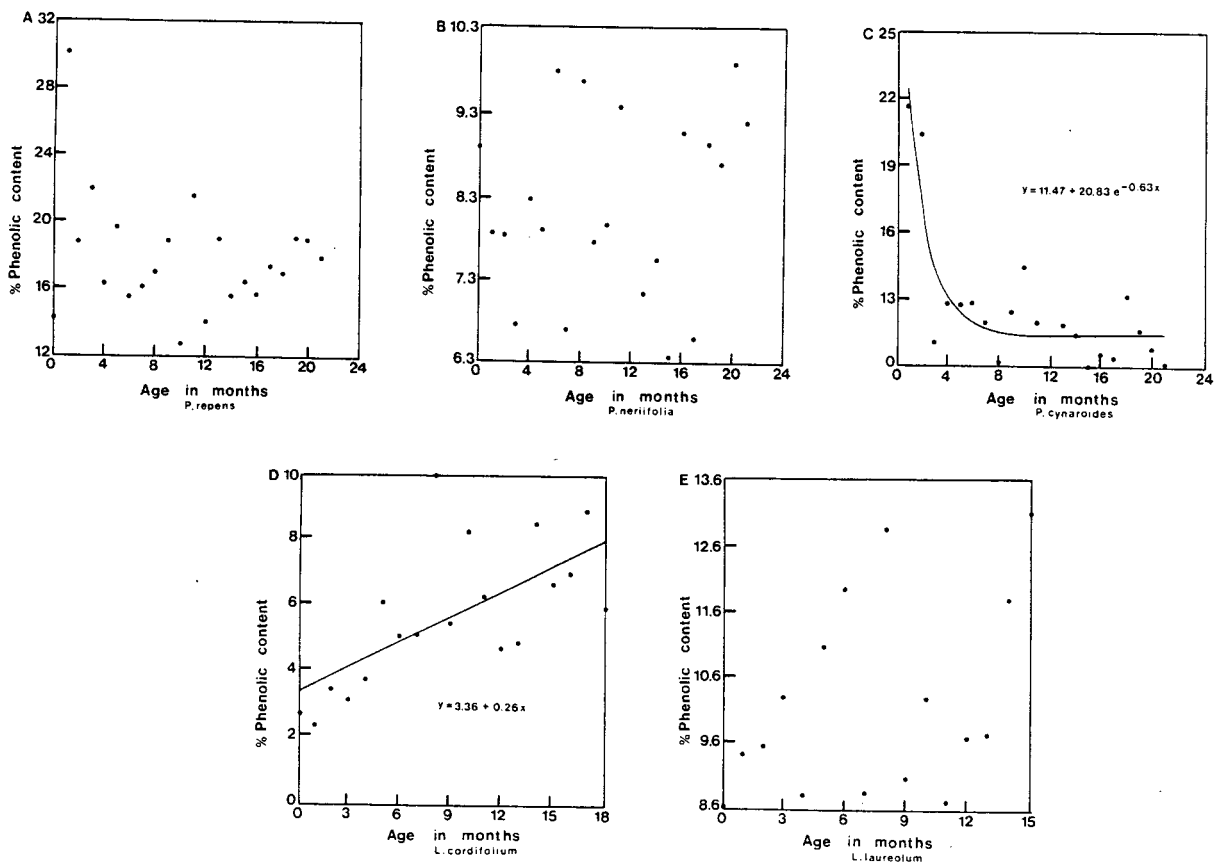 A 32
28
24
20
16
12
% Phenolic content
0 4 8 12 16 20 24
Age in months
P. repens
B 10.3
9.3
8.3
7.3
6.3
% Phenolic content
0 4 8 12 16 20 24
Age in months
P. neriifolia
C 25
22
19
16
13
0
% Phenolic content
y = 11.47 + 20.83 e^-0.63x
0 4 8 12 16 20 24
Age in months
P. cynaroides
D 10
8
6
4
2
0
% Phenolic content
y = 3.36 + 0.26x
0 3 6 9 12 15 18
Age in months
L. cordifolium
E 13.6
12.6
11.6
10.6
9.6
8.6
% Phenolic content
0 3 6 9 12 15
Age in months
L. laureolum